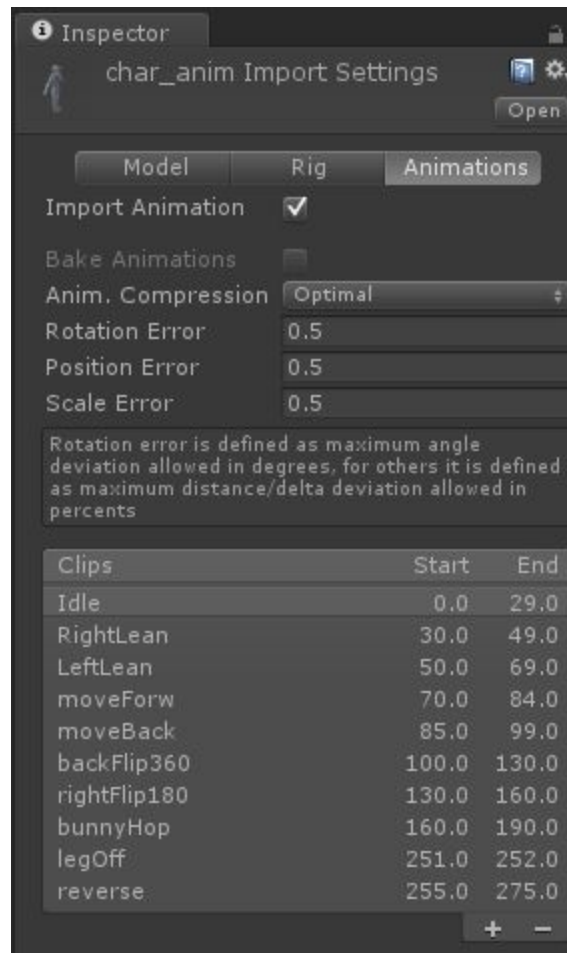 Inspector
char_anim Import Settings
Open
Model Rig Animations
Import Animation
Bake Animations
Anim. Compression Optimal
Rotation Error 0.5
Position Error 0.5
Scale Error 0.5
Rotation error is defined as maximum angle
deviation allowed in degrees, for others it is defined
as maximum distance/delta deviation allowed in
percents
Clips Start End
Idle 0.0 29.0
RightLean 30.0 49.0
LeftLean 50.0 69.0
moveForw 70.0 84.0
moveBack 85.0 99.0
backFlip360 100.0 130.0
rightFlip180 130.0 160.0
bunnyHop 160.0 190.0
legOff 251.0 252.0
reverse 255.0 275.0
+ −